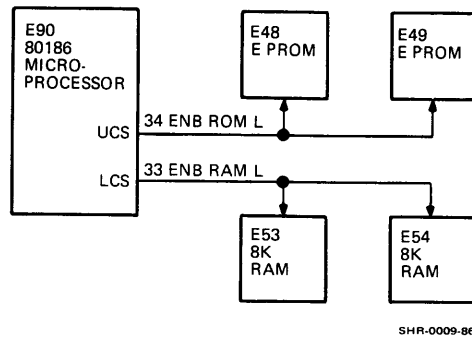 E90
80186
MICRO-
PROCESSOR
UCS
LCS
34 ENB ROM L
33 ENB RAM L
E48
E PROM
E49
E PROM
E53
8K
RAM
E54
8K
RAM
SHR-0009-86